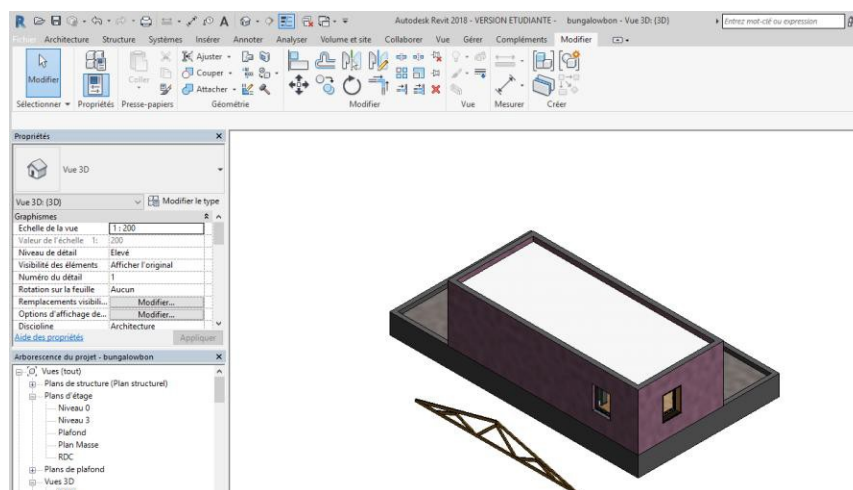 Autodesk Revit 2018 - VERSION ETUDIANTE - bungalowbon - Vue 3D: {3D}
Entrez mot-clé ou expression
Fichier Architecture Structure Systèmes Insérer Annoter Analyser Volume et site Collaborer Vue Gérer Compléments Modifier
Modifier
Coller
Ajuster
Couper
Attacher
Sélectionner Propriétés Presse-papiers Géométrie Modifier Vue Mesurer Créer
Propriétés
Vue 3D
Vue 3D: {3D} Modifier le type
Graphismes
Echelle de la vue 1 : 200
Valeur de l'échelle 1: 200
Niveau de détail Elevé
Visibilité des éléments Afficher l'original
Numéro du détail 1
Rotation sur la feuille Aucun
Remplacements visibili... Modifier...
Options d'affichage de... Modifier...
Discipline Architecture
Aide des propriétés Appliquer
Arborescence du projet - bungalowbon
Vues (tout)
Plans de structure (Plan structurel)
Plans d'étage
Niveau 0
Niveau 3
Plafond
Plan Masse
RDC
Plans de plafond
Vues 3D